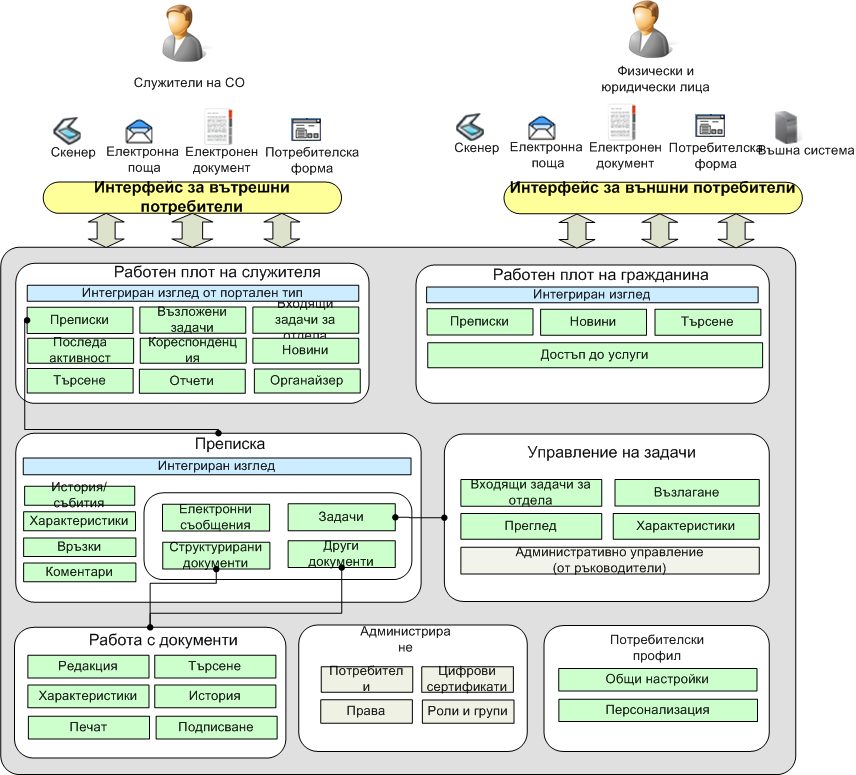 Служители на СО
Физически и
юридически лица
Скенер
Електронна
поща
Електронен
документ
Потребителска
форма
Скенер
Електронна
поща
Електронен
документ
Потребителска
форма
Външна система
Интерфейс за вътрешни
потребители
Интерфейс за външни потребители
Работен плот на служителя
Интегриран изглед от портален тип
Преписки
Възложени
задачи
Входящи
задачи за
отдела
Последа
активност
Кореспонденц
ия
Новини
Търсене
Отчети
Органайзер
Работен плот на гражданина
Интегриран изглед
Преписки
Новини
Търсене
Достъп до услуги
Преписка
Интегриран изглед
История/
събития
Характеристики
Връзки
Коментари
Електронни
съобщения
Задачи
Структурирани
документи
Други
документи
Управление на задачи
Входящи задачи за
отдела
Възлагане
Преглед
Характеристики
Административно управление
(от ръководители)
Работа с документи
Редакция
Търсене
Характеристики
История
Печат
Подписване
Администрира
не
Потребител
и
Цифрови
сертификати
Права
Роли и групи
Потребителски
профил
Общи настройки
Персонализация